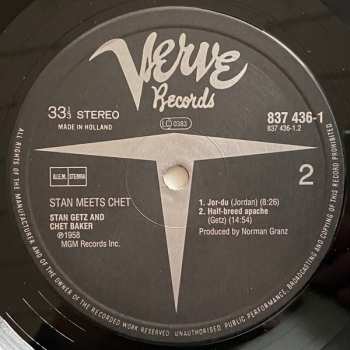 Verve
Records
33⅓ STEREO
MADE IN HOLLAND
LC 0383
837 436-1
837 436-1.2
B.I.E.M. STEMRA
2
STAN MEETS CHET
STAN GETZ AND
CHET BAKER
℗1958
MGM Records Inc.
1. Jor-du (Jordan) (8:26)
2. Half-breed apache
(Getz) (14:54)
Produced by Norman Granz
ALL RIGHTS OF THE MANUFACTURER AND OF THE OWNER OF THE RECORDED WORK RESERVED. UNAUTHORISED PUBLIC PERFORMANCE, BROADCASTING AND COPYING OF THIS RECORD PROHIBITED.